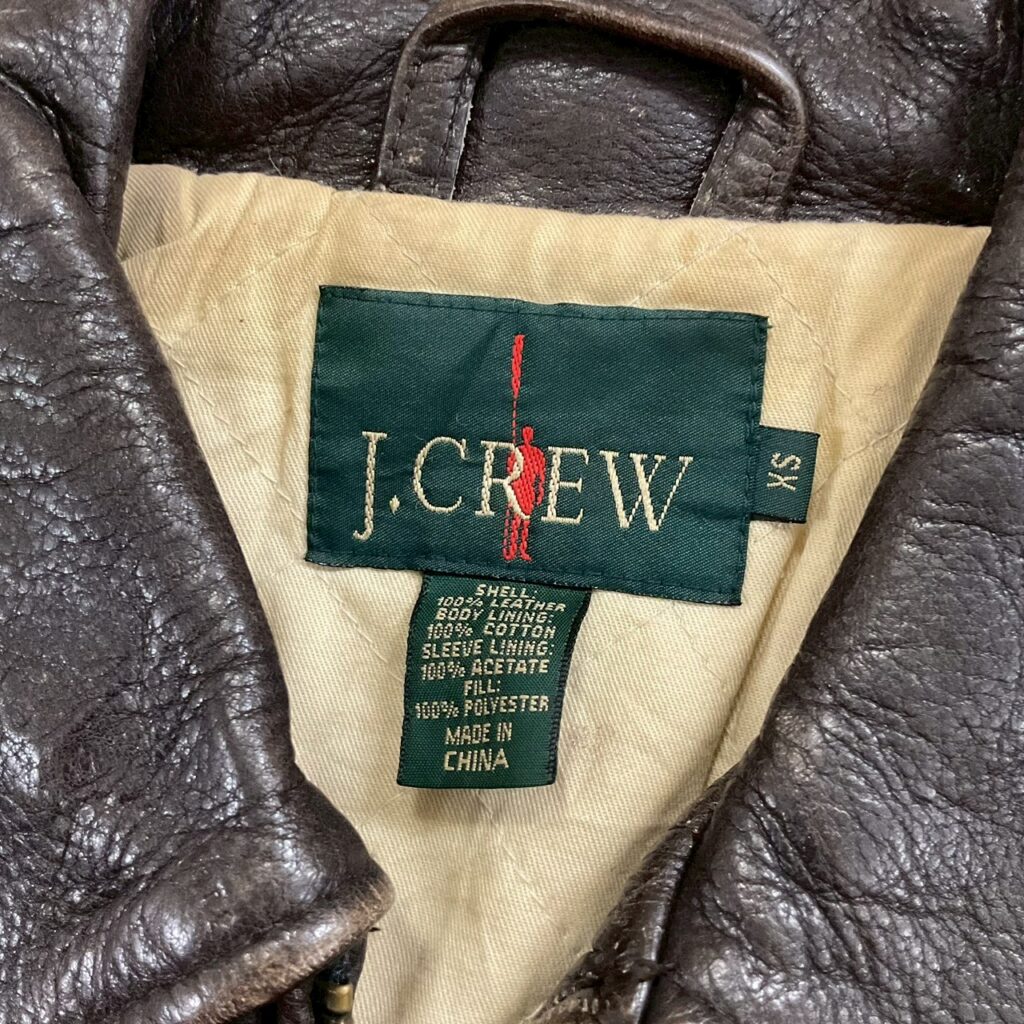 J.CREW
XS
SHELL:
100% LEATHER
BODY LINING:
100% COTTON
SLEEVE LINING:
100% ACETATE
FILL:
100% POLYESTER
MADE IN
CHINA